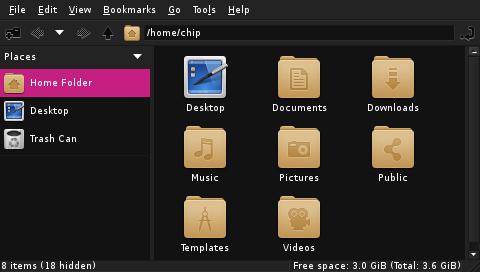 File Edit View Bookmarks Go Tools Help
/home/chip
Places
Home Folder
Desktop
Trash Can
Desktop Documents Downloads
Music Pictures Public
Templates Videos
8 items (18 hidden) Free space: 3.0 GiB (Total: 3.6 GiB)